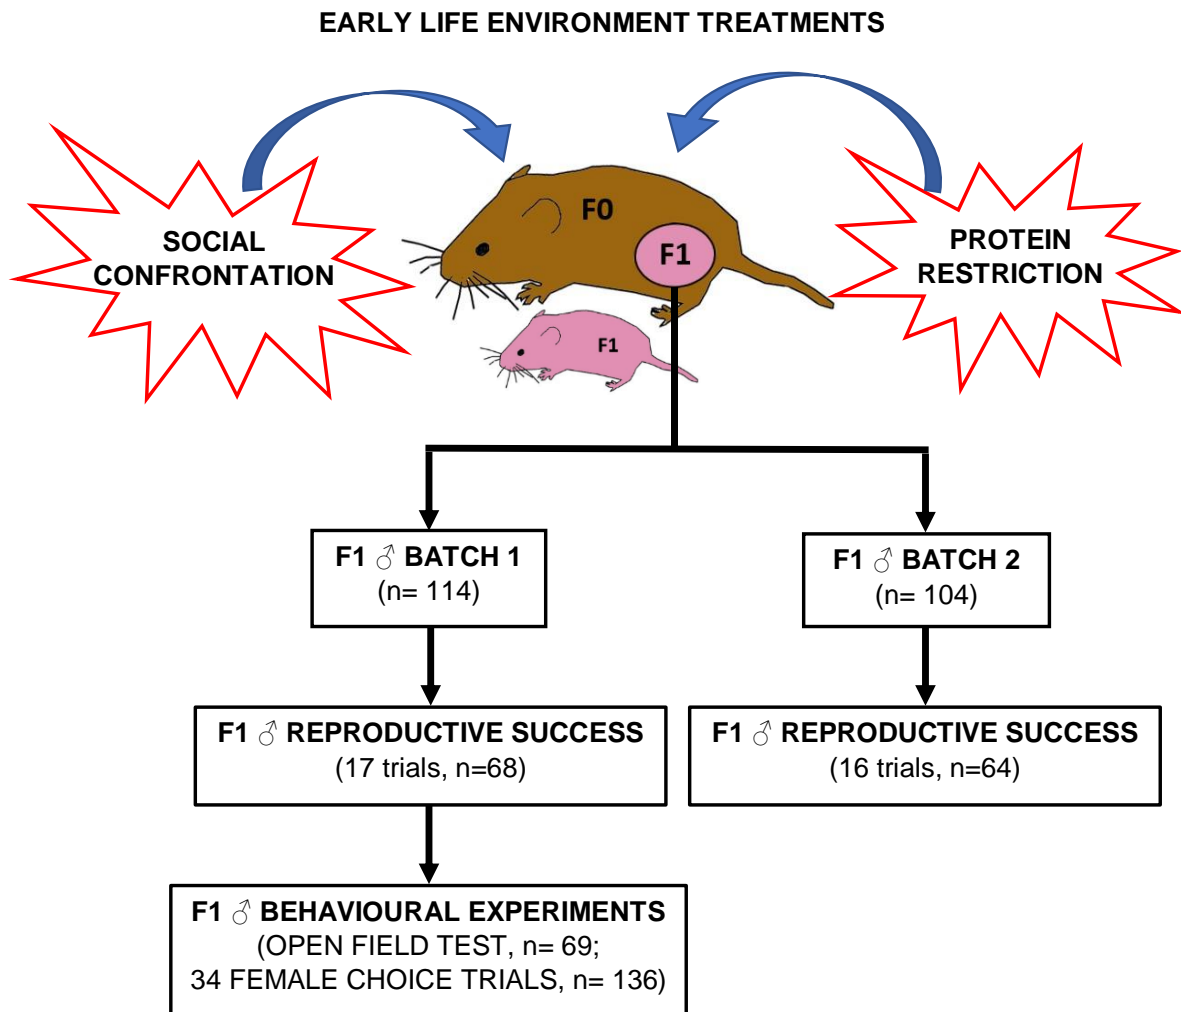 EARLY LIFE ENVIRONMENT TREATMENTS
SOCIAL
CONFRONTATION
F0
F1
F1
PROTEIN
RESTRICTION
F1 ♂ BATCH 1
(n= 114)
F1 ♂ BATCH 2
(n= 104)
F1 ♂ REPRODUCTIVE SUCCESS
(17 trials, n=68)
F1 ♂ REPRODUCTIVE SUCCESS
(16 trials, n=64)
F1 ♂ BEHAVIOURAL EXPERIMENTS
(OPEN FIELD TEST, n= 69;
34 FEMALE CHOICE TRIALS, n= 136)